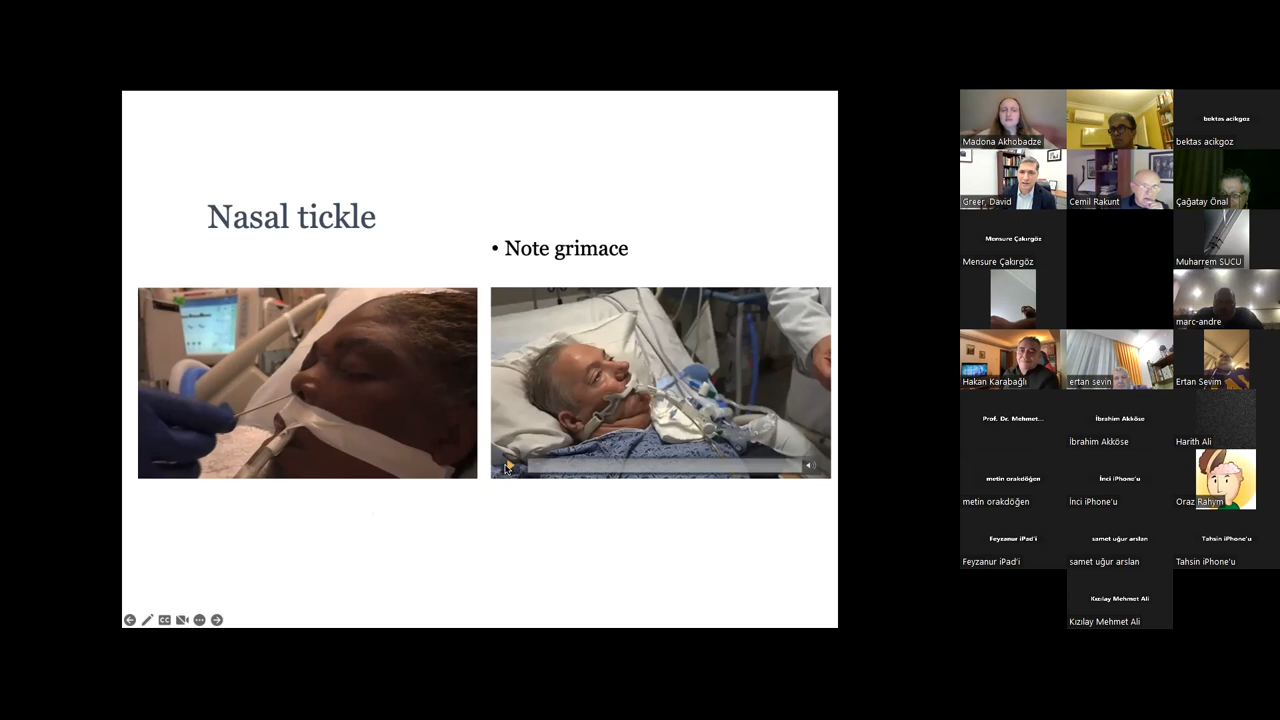 Nasal tickle
• Note grimace
CC
Madona Akhobadze
bektas acikgoz
bektas acikgoz
Greer, David
Cemil Rakunt
Çağatay Önal
Mensure Çakırgöz
Mensure Çakırgöz
Muharrem SUCU
marc-andre
Hakan Karabağlı
ertan sevin
Ertan Sevim
Prof. Dr. Mehmet...
İbrahim Akköse
İbrahim Akköse
Harith Ali
metin orakdöğen
İnci iPhone'u
metin orakdöğen
İnci iPhone'u
Oraz Rahym
Feyzanur iPad'i
samet uğur arslan
Tahsin iPhone'u
Feyzanur iPad'i
samet uğur arslan
Tahsin iPhone'u
Kızılay Mehmet Ali
Kızılay Mehmet Ali